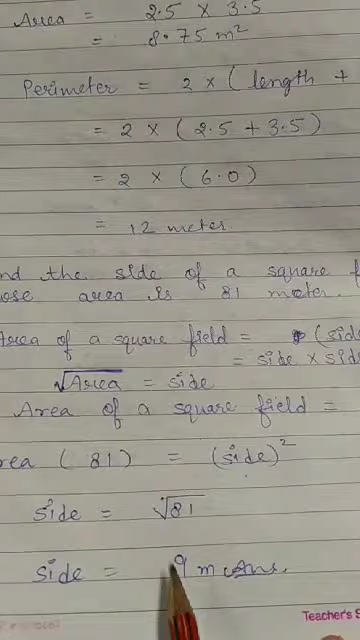 Area = 2.5 × 3.5
= 8.75 m²
Perimeter = 2 × ( length +
= 2 × ( 2.5 + 3.5 )
= 2 × ( 6.0 )
= 12 meter.
nd the side of a square f
ose area is 81 meter.
Area of a square field = (side
= side × sid
√Area = side
Area of a square field =
rea ( 81 ) = (side)²
side = √81
side = 9 m Ans.
Teacher's S